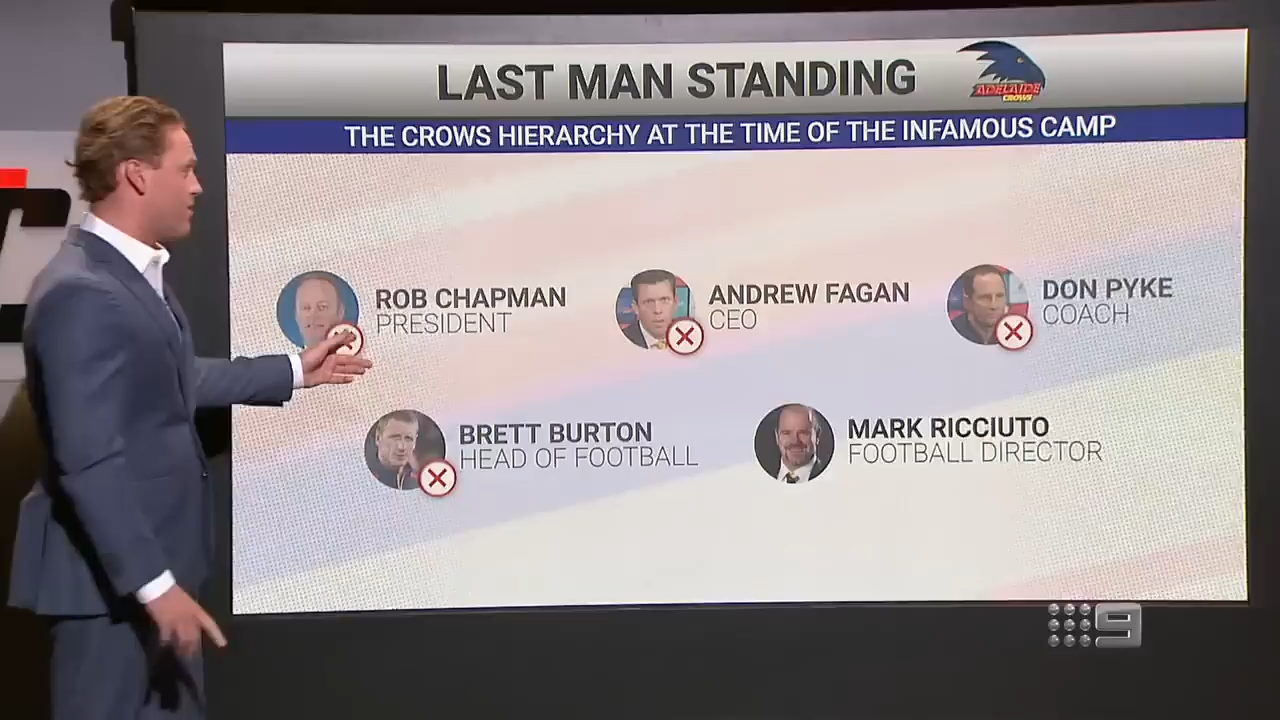 LAST MAN STANDING
ADELAIDE
CROWS
THE CROWS HIERARCHY AT THE TIME OF THE INFAMOUS CAMP
ROB CHAPMAN
PRESIDENT
ANDREW FAGAN
CEO
DON PYKE
COACH
BRETT BURTON
HEAD OF FOOTBALL
MARK RICCIUTO
FOOTBALL DIRECTOR
9